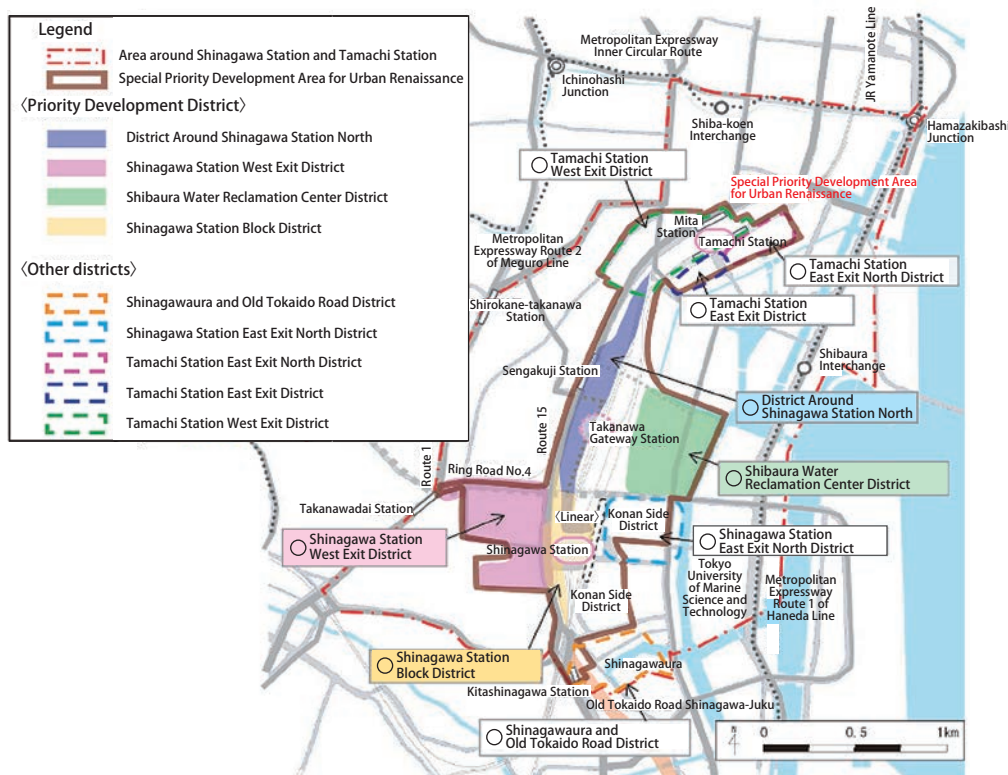 Legend
Area around Shinagawa Station and Tamachi Station
Special Priority Development Area for Urban Renaissance
〈Priority Development District〉
District Around Shinagawa Station North
Shinagawa Station West Exit District
Shibaura Water Reclamation Center District
Shinagawa Station Block District
〈Other districts〉
Shinagawaura and Old Tokaido Road District
Shinagawa Station East Exit North District
Tamachi Station East Exit North District
Tamachi Station East Exit District
Tamachi Station West Exit District
Metropolitan Expressway
Inner Circular Route
Ichinohashi
Junction
JR Yamanote Line
Shiba-koen
Interchange
Hamazakibashi
Junction
○ Tamachi Station
West Exit District
Special Priority Development Area
for Urban Renaissance
Mita
Station
Tamachi Station
Metropolitan
Expressway Route 2
of Meguro Line
○ Tamachi Station
East Exit North District
○ Tamachi Station
East Exit District
Shirokane-takanawa
Station
Shibaura
Interchange
Sengakuji Station
○ District Around
Shinagawa Station North
Route 15
Takanawa
Gateway Station
Route 1
Ring Road No.4
○ Shibaura Water
Reclamation Center District
Takanawadai Station
〈Linear〉
Konan Side
District
○ Shinagawa Station
West Exit District
Shinagawa Station
○ Shinagawa Station
East Exit North District
Tokyo
University
of Marine
Science and
Technology
Metropolitan
Expressway
Route 1 of
Haneda Line
Konan Side
District
○ Shinagawa Station
Block District
Shinagawaura
Kitashinagawa Station
Old Tokaido Road Shinagawa-Juku
○ Shinagawaura and
Old Tokaido Road District
N
0 0.5 1km